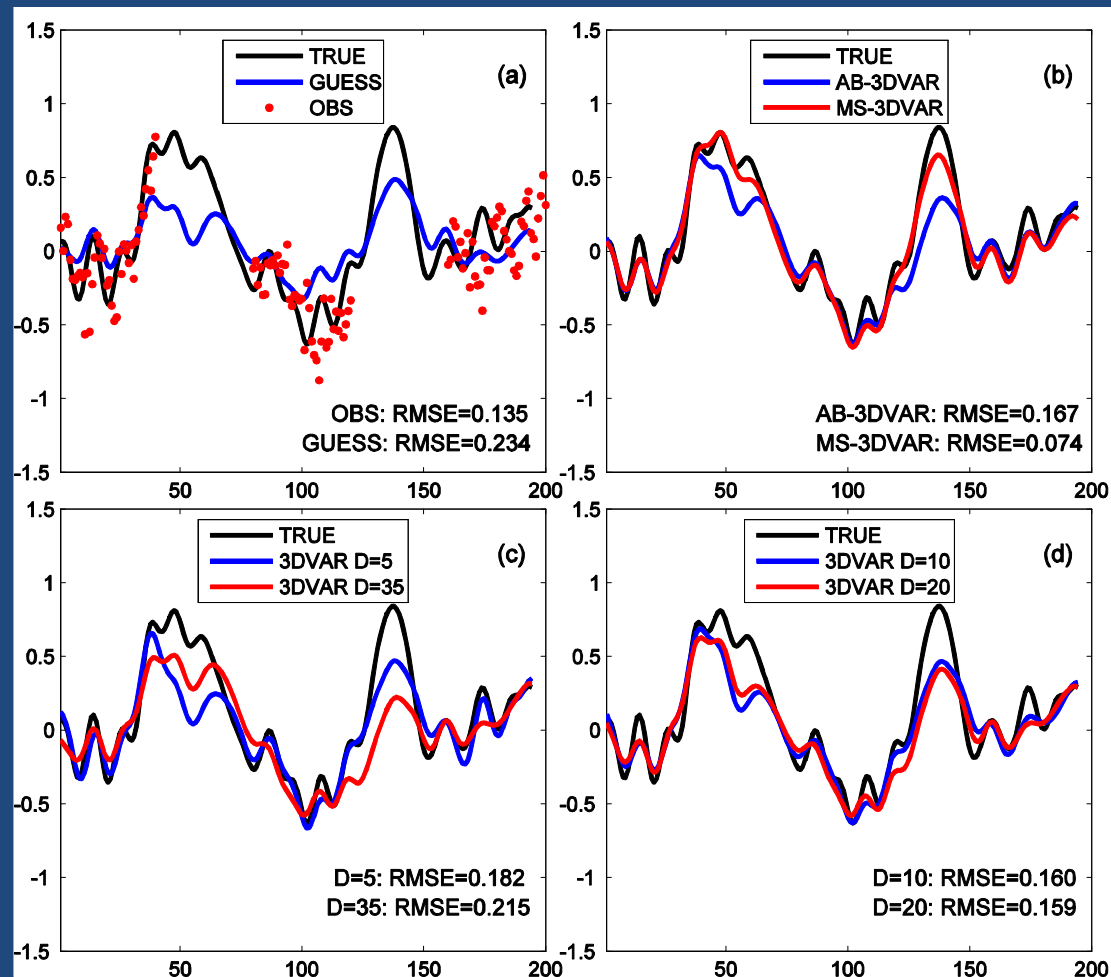 1.5
1
0.5
0
-0.5
-1
-1.5
50
100
150
200
TRUE
GUESS
OBS
(a)
OBS: RMSE=0.135
GUESS: RMSE=0.234
1.5
1
0.5
0
-0.5
-1
-1.5
50
100
150
200
TRUE
AB-3DVAR
MS-3DVAR
(b)
AB-3DVAR: RMSE=0.167
MS-3DVAR: RMSE=0.074
1.5
1
0.5
0
-0.5
-1
-1.5
50
100
150
200
TRUE
3DVAR D=5
3DVAR D=35
(c)
D=5: RMSE=0.182
D=35: RMSE=0.215
1.5
1
0.5
0
-0.5
-1
-1.5
50
100
150
200
TRUE
3DVAR D=10
3DVAR D=20
(d)
D=10: RMSE=0.160
D=20: RMSE=0.159